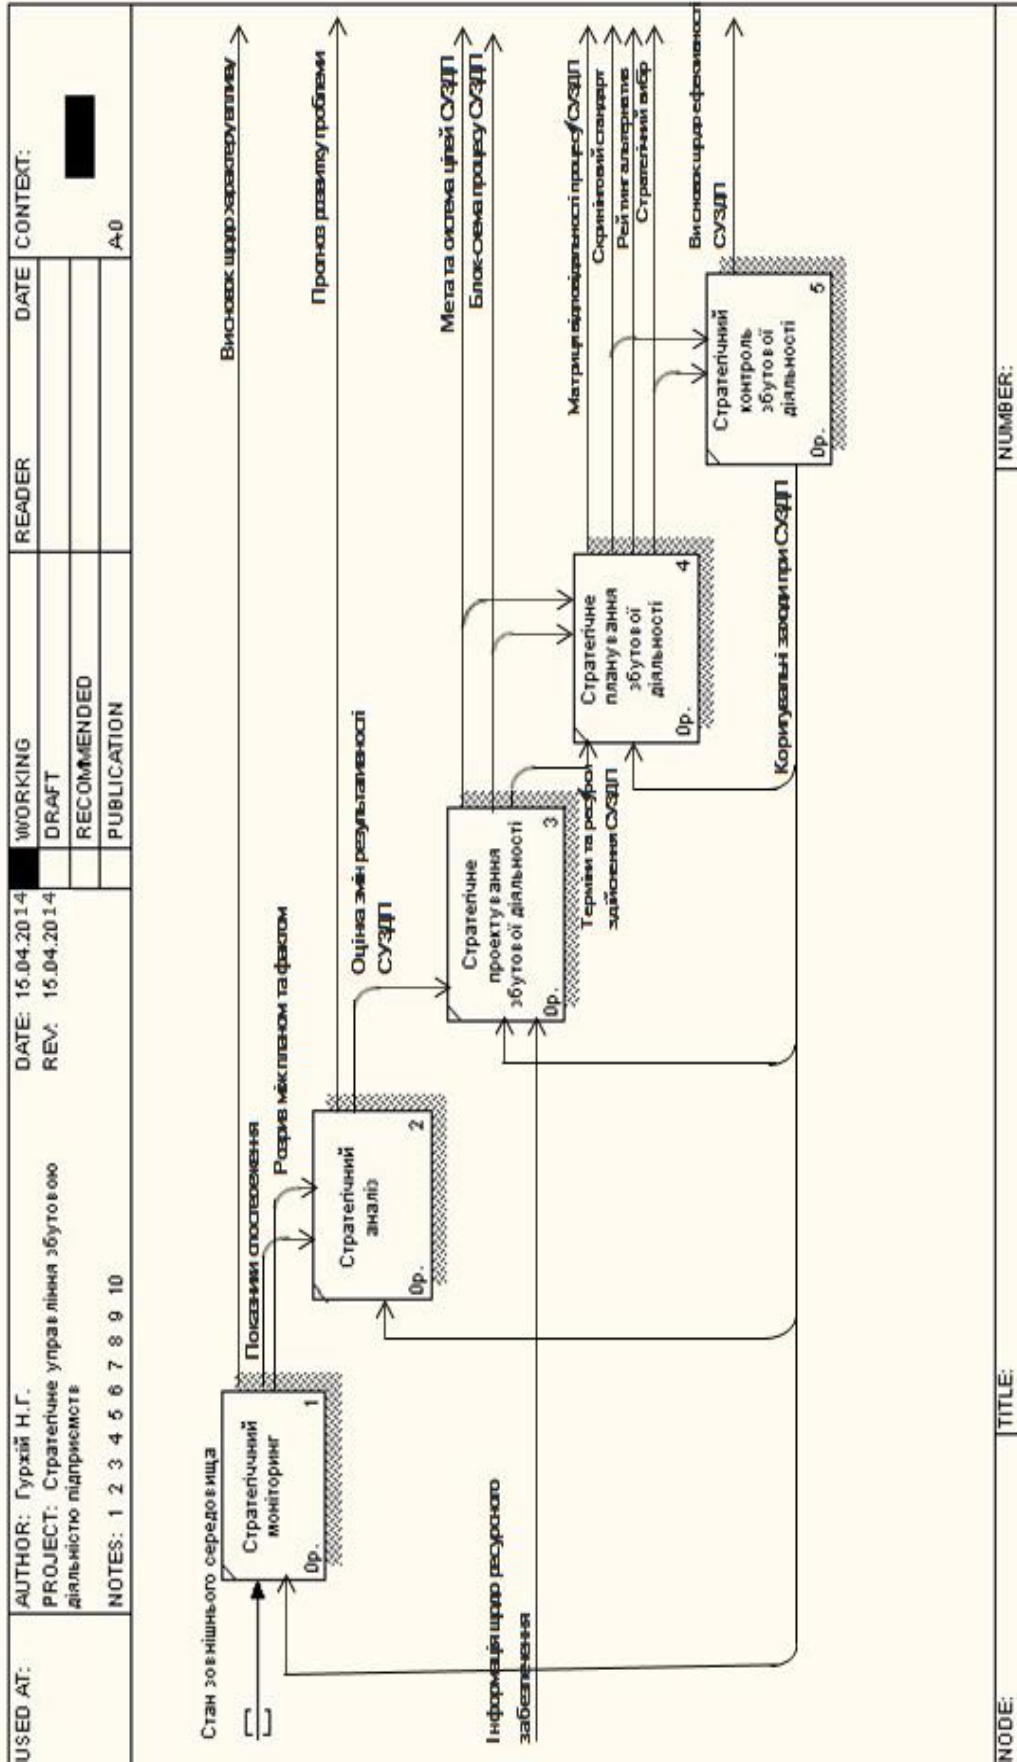 USED AT:
AUTHOR: Гуржій Н.Г.
DATE: 15.04.2014
WORKING
READER
DATE
CONTEXT:
PROJECT: Стратегічне управління збутовою
діяльністю підприємств
REV: 15.04.2014
DRAFT
RECOMMENDED
NOTES: 1 2 3 4 5 6 7 8 9 10
PUBLICATION
A0
Стан зовнішнього середовища
Висновок щодо характеру впливу
Стратегіччний
моніторинг
0р.
1
Показники спостереження
Розрив між планом та фактом
Прогноз розвитку проблеми
Стратегічний
аналіз
0р.
2
Оцінка змін результативності
СУЗДП
Мета та система цілей СУЗДП
Блок-схема процесу СУЗДП
Стратегічне
проектування
збутової діяльності
0р.
3
Інформація щодо ресурсного
забезпечення
Терміни та ресурси
здійснення СУЗДП
Матриця відповідальності процесу СУЗДП
Скринінговий стандарт
Рейтинг альтернатив
Стратегічний вибір
Стратегічне
планування
збутової
діяльності
0р.
4
Висновок щодо ефективності
СУЗДП
Стратегічний
контроль
збутової
діяльності
0р.
5
Коригувальні заходи при СУЗДП
NODE:
TITLE:
NUMBER: